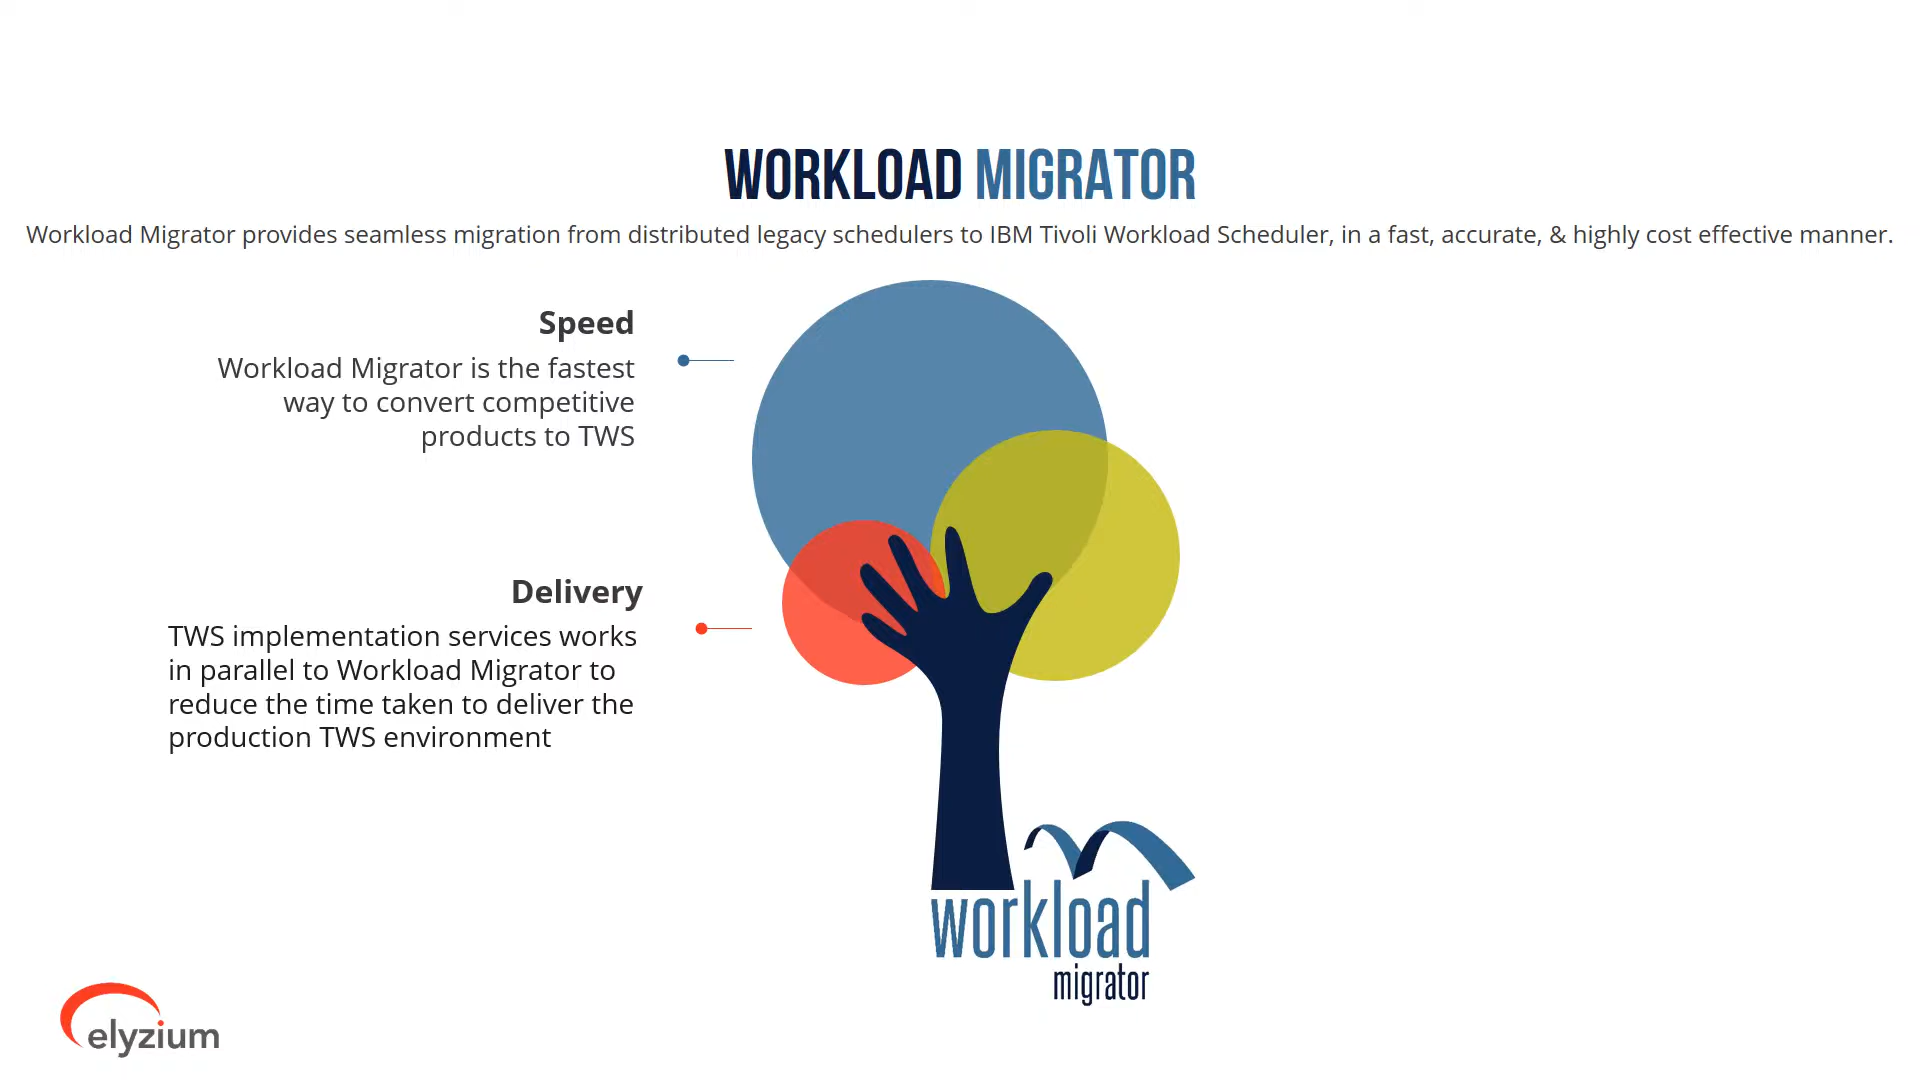 WORKLOAD MIGRATOR
Workload Migrator provides seamless migration from distributed legacy schedulers to IBM Tivoli Workload Scheduler, in a fast, accurate, & highly cost effective manner.
Speed
Workload Migrator is the fastest
way to convert competitive
products to TWS
Delivery
TWS implementation services works
in parallel to Workload Migrator to
reduce the time taken to deliver the
production TWS environment
workload
migrator
elyzium